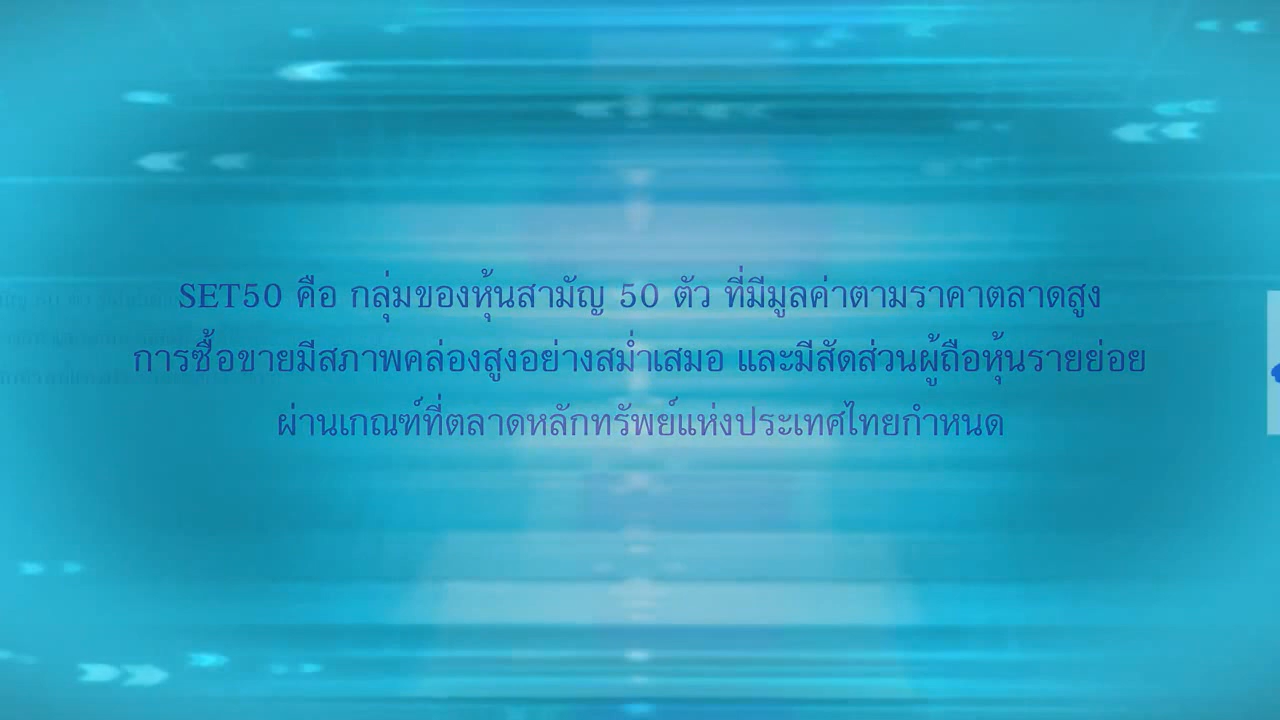 SET50 คือ กลุ่มของหุ้นสามัญ 50 ตัว ที่มีมูลค่าตามราคาตลาดสูง
การซื้อขายมีสภาพคล่องสูงอย่างสม่ำเสมอ และมีสัดส่วนผู้ถือหุ้นรายย่อย
ผ่านเกณฑ์ที่ตลาดหลักทรัพย์แห่งประเทศไทยกำหนด